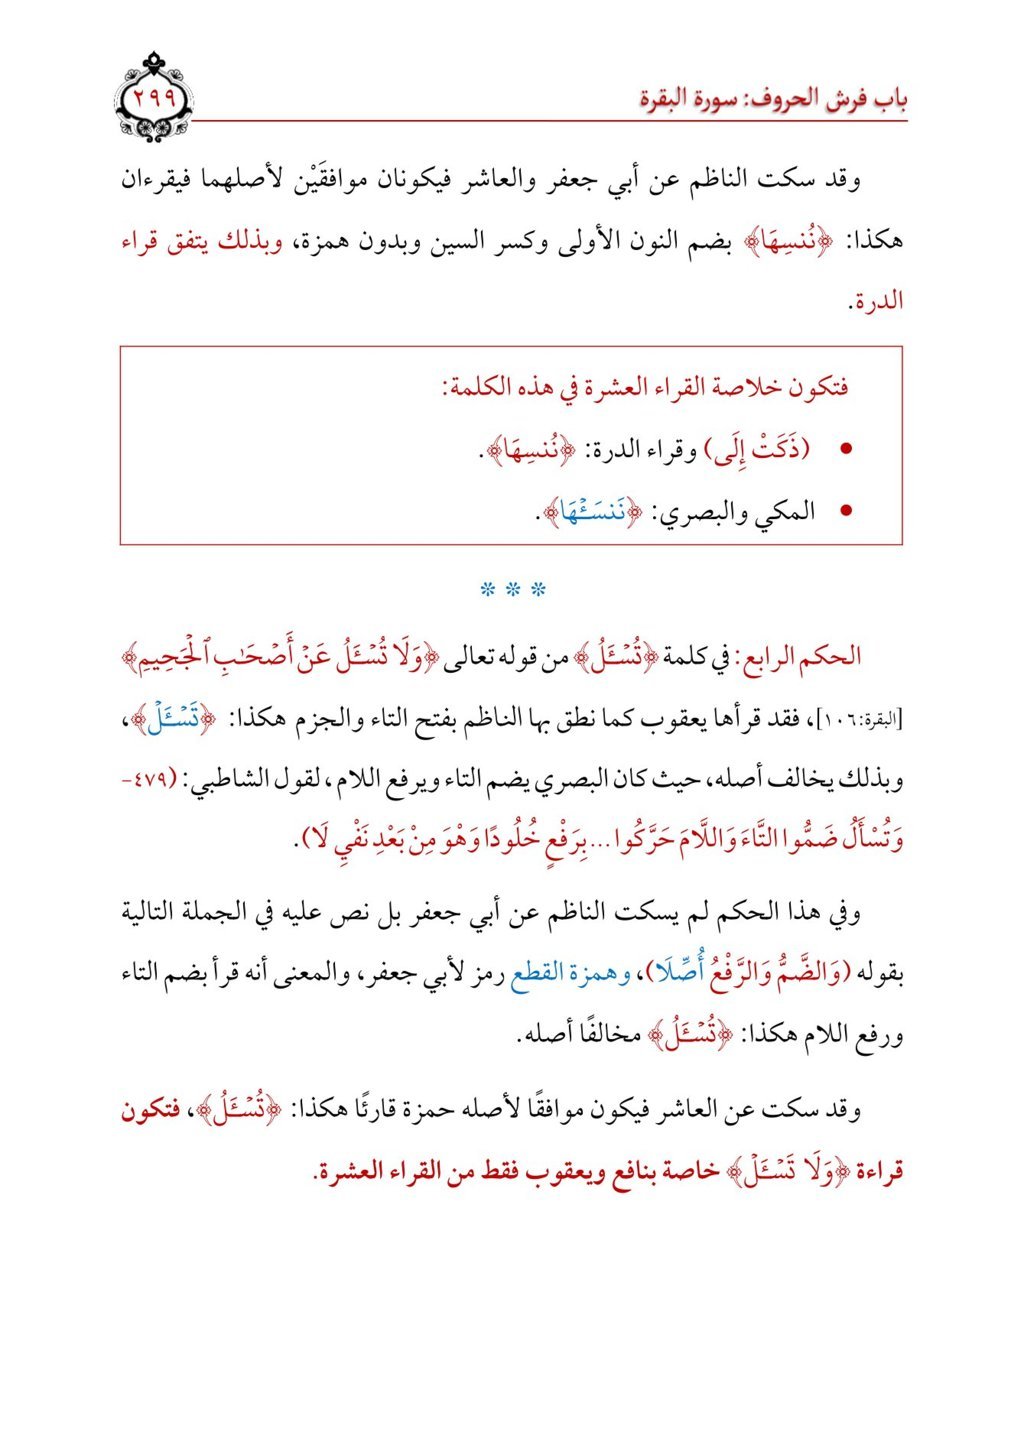 باب فرش الحروف: سورة البقرة
٢٩٩
وقد سكت الناظم عن أبي جعفر والعاشر فيكونان موافقَيْن لأصلهما فيقرءان
هكذا: ﴿نُنسِهَا﴾ بضم النون الأولى وكسر السين وبدون همزة، وبذلك يتفق قراء
الدرة.
فتكون خلاصة القراء العشرة في هذه الكلمة:
• (ذَكَتْ إِلَى) وقراء الدرة: ﴿نُنسِهَا﴾.
• المكي والبصري: ﴿نَنسَـْٔهَا﴾.
* * *
الحكم الرابع: في كلمة ﴿تُسْـَٔلُ﴾ من قوله تعالى ﴿وَلَا تُسْـَٔلُ عَنْ أَصْحَٰبِ ٱلْجَحِيمِ﴾
[البقرة:١٠٦]، فقد قرأها يعقوب كما نطق بها الناظم بفتح التاء والجزم هكذا: ﴿تَسْـَٔلْ﴾،
وبذلك يخالف أصله، حيث كان البصري يضم التاء ويرفع اللام، لقول الشاطبي: (٤٧٩-
وَتُسْأَلُ ضَمُّوا التَّاءَ وَاللَّامَ حَرَّكُوا...بِرَفْعٍ خُلُودًا وَهْوَ مِنْ بَعْدِ نَفْيِ لَا).
وفي هذا الحكم لم يسكت الناظم عن أبي جعفر بل نص عليه في الجملة التالية
بقوله (وَالضَّمُّ وَالرَّفْعُ أُصِّلَا)، وهمزة القطع رمز لأبي جعفر، والمعنى أنه قرأ بضم التاء
ورفع اللام هكذا: ﴿تُسْـَٔلُ﴾ مخالفًا أصله.
وقد سكت عن العاشر فيكون موافقًا لأصله حمزة قارئًا هكذا: ﴿تُسْـَٔلُ﴾، فتكون
قراءة ﴿وَلَا تَسْـَٔلْ﴾ خاصة بنافع ويعقوب فقط من القراء العشرة.